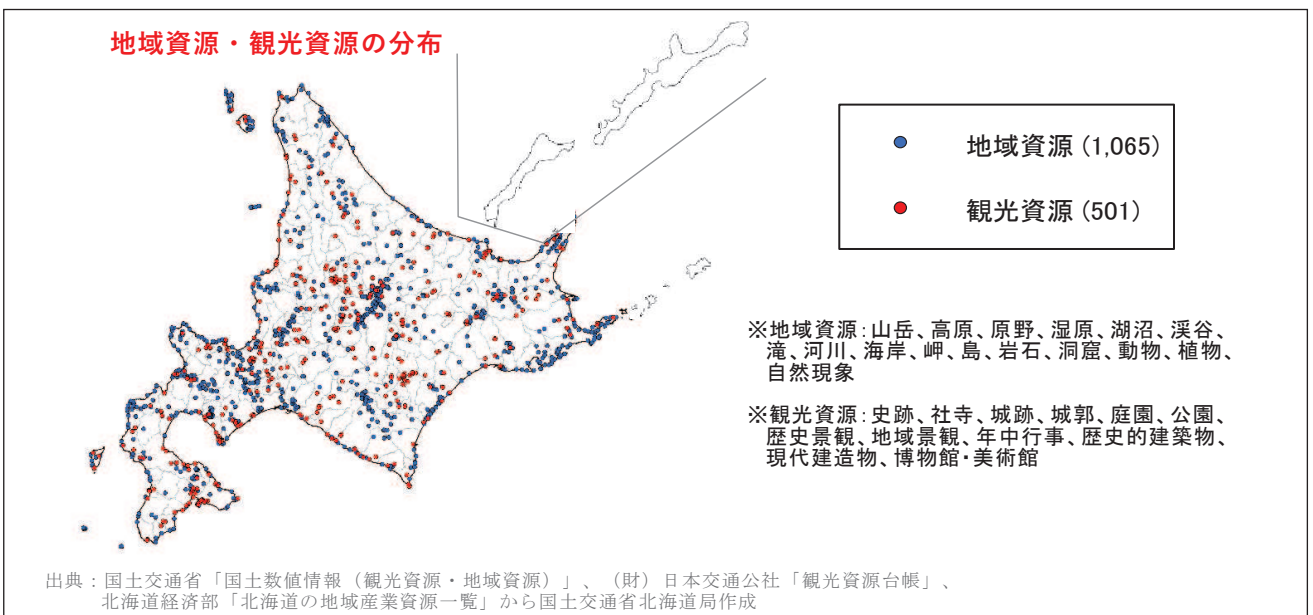 地域資源・観光資源の分布
地域資源 (1,065)
観光資源 (501)
※地域資源:山岳、高原、原野、湿原、湖沼、渓谷、
滝、河川、海岸、岬、島、岩石、洞窟、動物、植物、
自然現象
※観光資源:史跡、社寺、城跡、城郭、庭園、公園、
歴史景観、地域景観、年中行事、歴史的建築物、
現代建造物、博物館・美術館
出典:国土交通省「国土数値情報(観光資源・地域資源)」、(財)日本交通公社「観光資源台帳」、
北海道経済部「北海道の地域産業資源一覧」から国土交通省北海道局作成